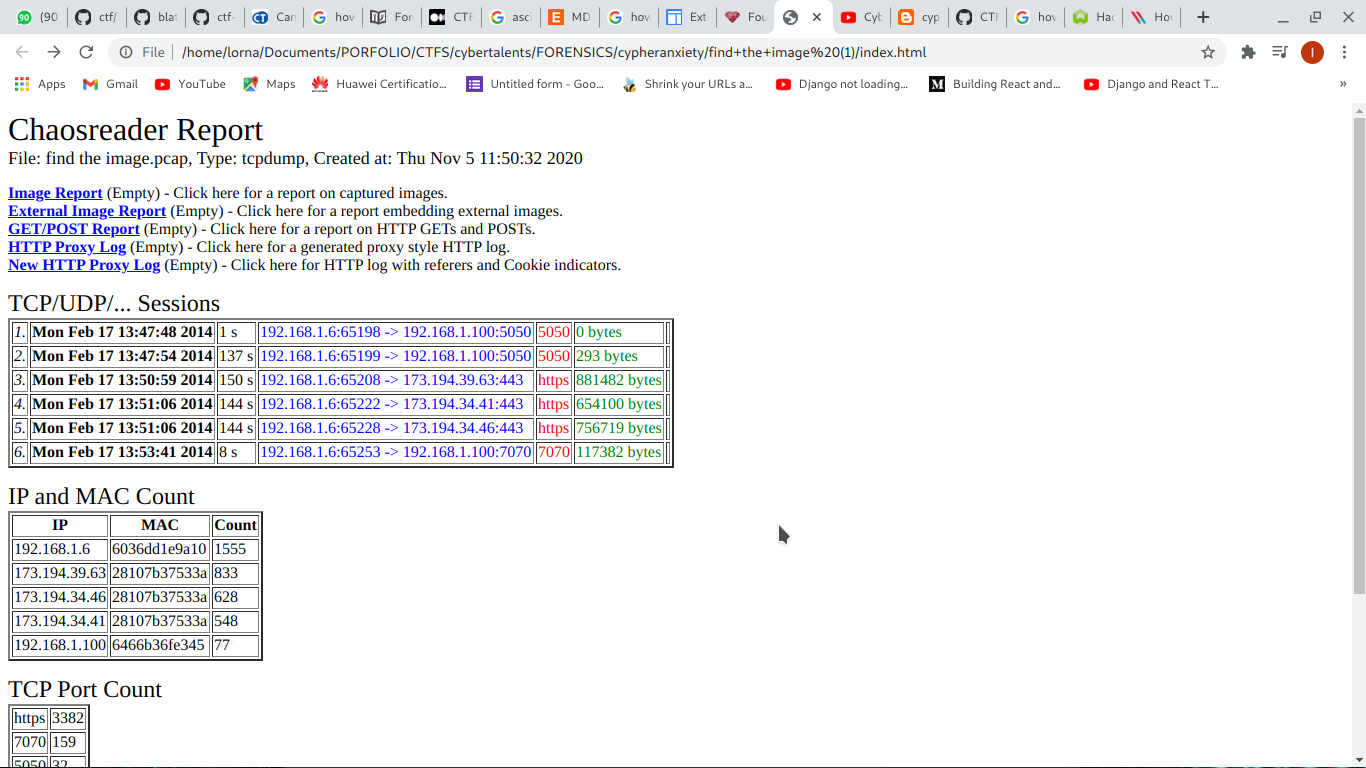 (90
ctf/
blat
ctf-
Can
hov
For
CTF
asci
MD
hov
Ext
Fou
Cyb
cyp
CTF
hov
Hac
Hov
File | /home/lorna/Documents/PORFOLIO/CTFS/cybertalents/FORENSICS/cypheranxiety/find+the+image%20(1)/index.html
I
Apps Gmail YouTube Maps Huawei Certificatio... Untitled form - Goo... Shrink your URLs a... Django not loading... Building React and... Django and React T... »
Chaosreader Report
File: find the image.pcap, Type: tcpdump, Created at: Thu Nov 5 11:50:32 2020
Image Report (Empty) - Click here for a report on captured images.
External Image Report (Empty) - Click here for a report embedding external images.
GET/POST Report (Empty) - Click here for a report on HTTP GETs and POSTs.
HTTP Proxy Log (Empty) - Click here for a generated proxy style HTTP log.
New HTTP Proxy Log (Empty) - Click here for HTTP log with referers and Cookie indicators.
TCP/UDP/... Sessions
1. Mon Feb 17 13:47:48 2014 1 s 192.168.1.6:65198 -> 192.168.1.100:5050 5050 0 bytes
2. Mon Feb 17 13:47:54 2014 137 s 192.168.1.6:65199 -> 192.168.1.100:5050 5050 293 bytes
3. Mon Feb 17 13:50:59 2014 150 s 192.168.1.6:65208 -> 173.194.39.63:443 https 881482 bytes
4. Mon Feb 17 13:51:06 2014 144 s 192.168.1.6:65222 -> 173.194.34.41:443 https 654100 bytes
5. Mon Feb 17 13:51:06 2014 144 s 192.168.1.6:65228 -> 173.194.34.46:443 https 756719 bytes
6. Mon Feb 17 13:53:41 2014 8 s 192.168.1.6:65253 -> 192.168.1.100:7070 7070 117382 bytes
IP and MAC Count
IP MAC Count
192.168.1.6 6036dd1e9a10 1555
173.194.39.63 28107b37533a 833
173.194.34.46 28107b37533a 628
173.194.34.41 28107b37533a 548
192.168.1.100 6466b36fe345 77
TCP Port Count
https 3382
7070 159
5050 32